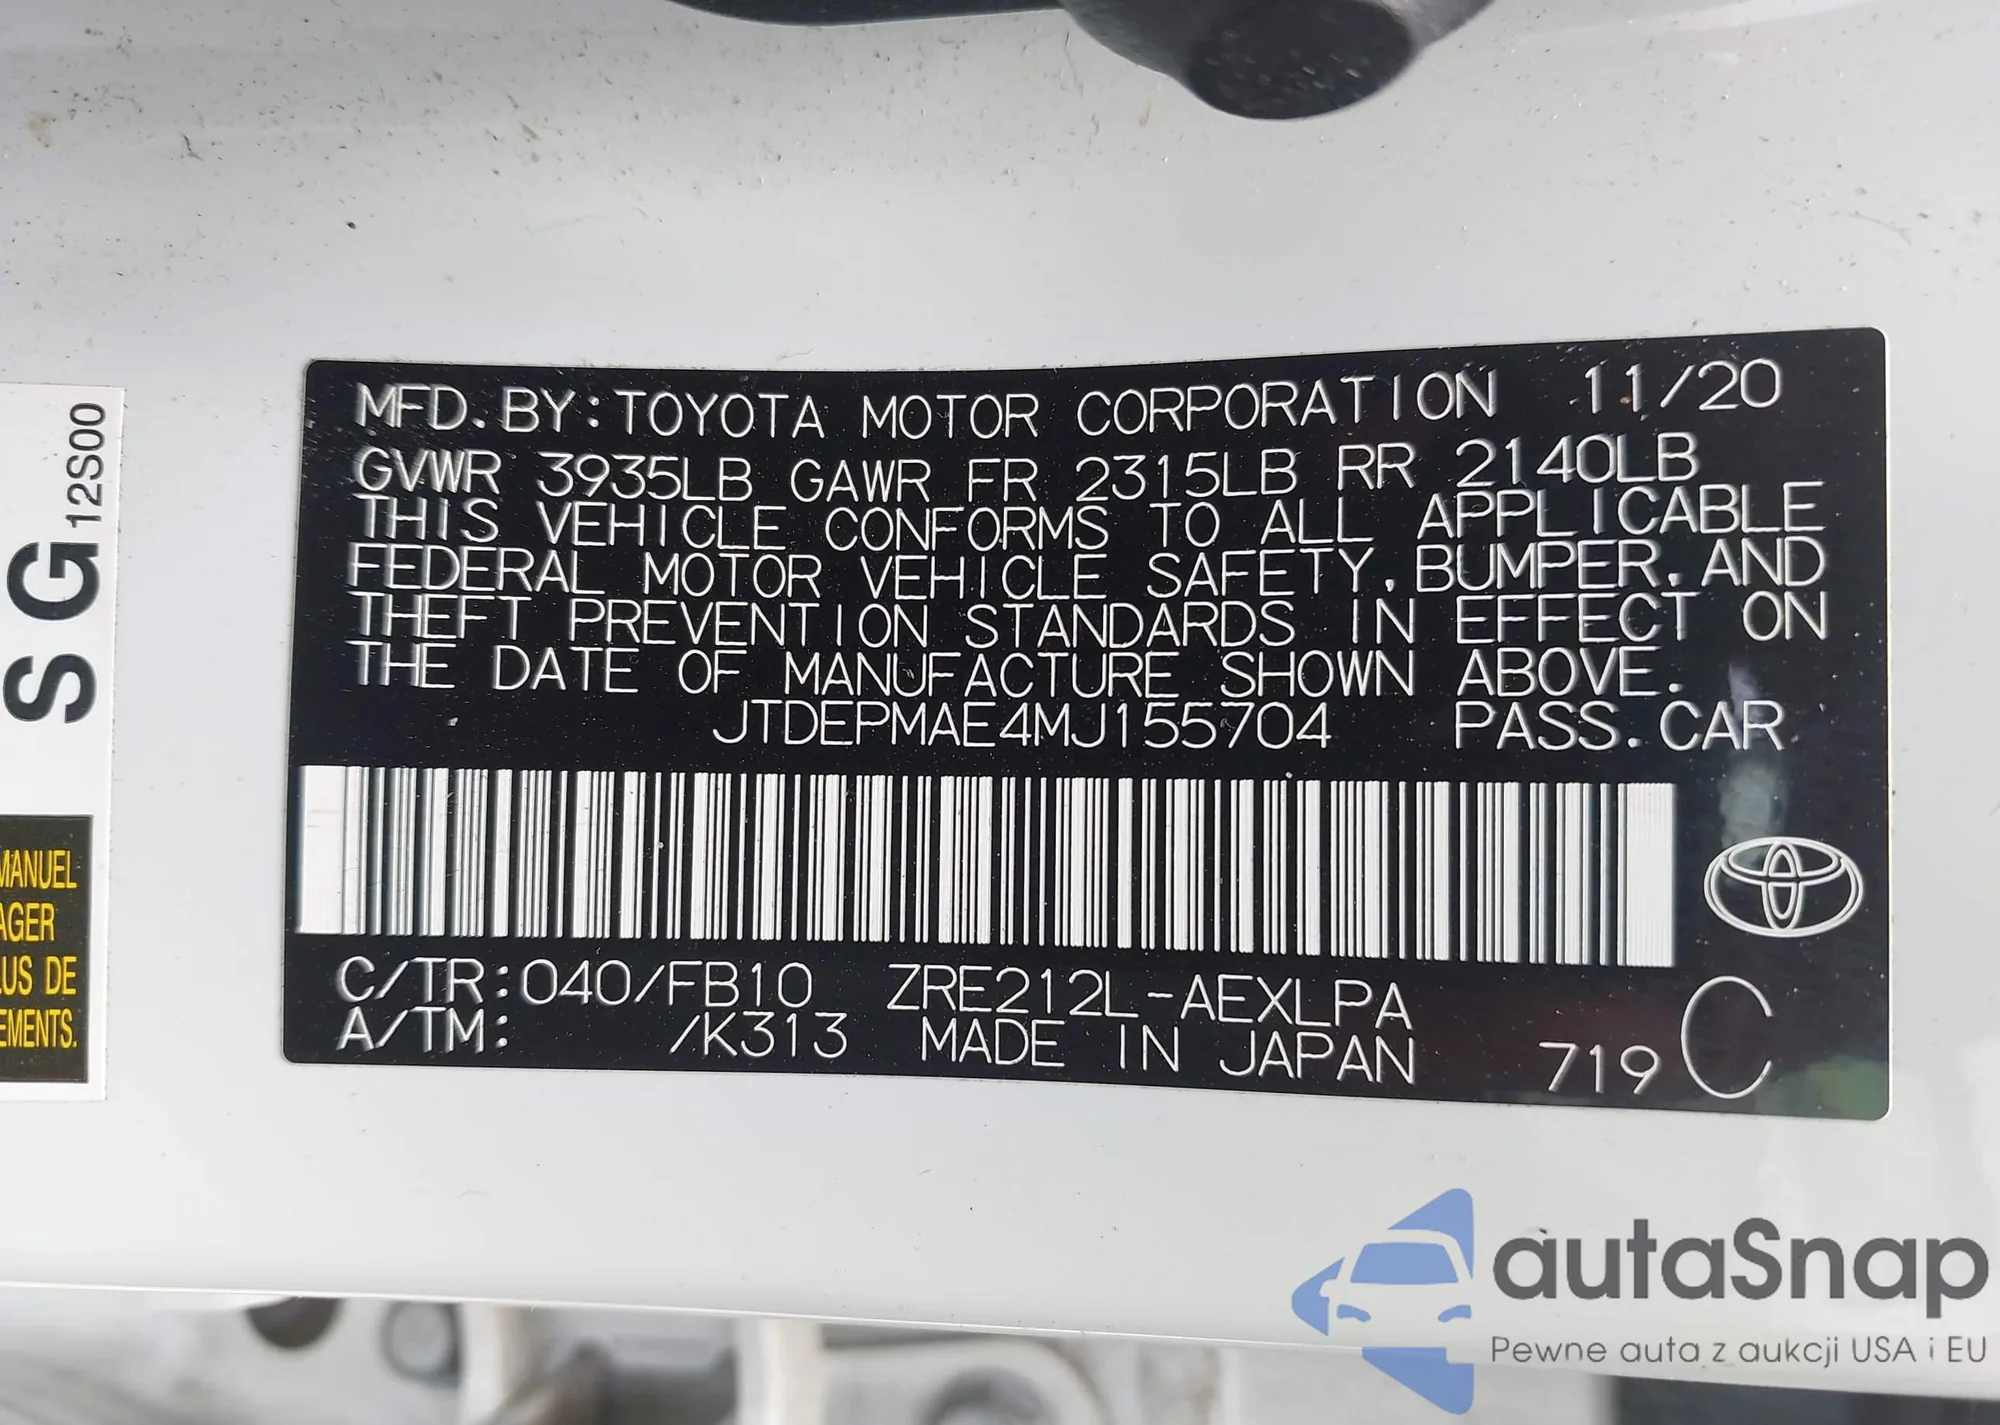 MFD. BY: TOYOTA MOTOR CORPORATION 11/20
GVWR 3935LB GAWR FR 2315LB RR 2140LB
THIS VEHICLE CONFORMS TO ALL APPLICABLE
FEDERAL MOTOR VEHICLE SAFETY, BUMPER, AND
THEFT PREVENTION STANDARDS IN EFFECT ON
THE DATE OF MANUFACTURE SHOWN ABOVE.
JTDEPMAE4MJ155704 PASS. CAR
C/TR: 040/FB10 ZRE212L-AEXLPA
A/TM: /K313 MADE IN JAPAN 719 C
S G 12S00
MANUEL
AGER
LUS DE
EMENTS.
autaSnap
Pewne auta z aukcji USA i EU